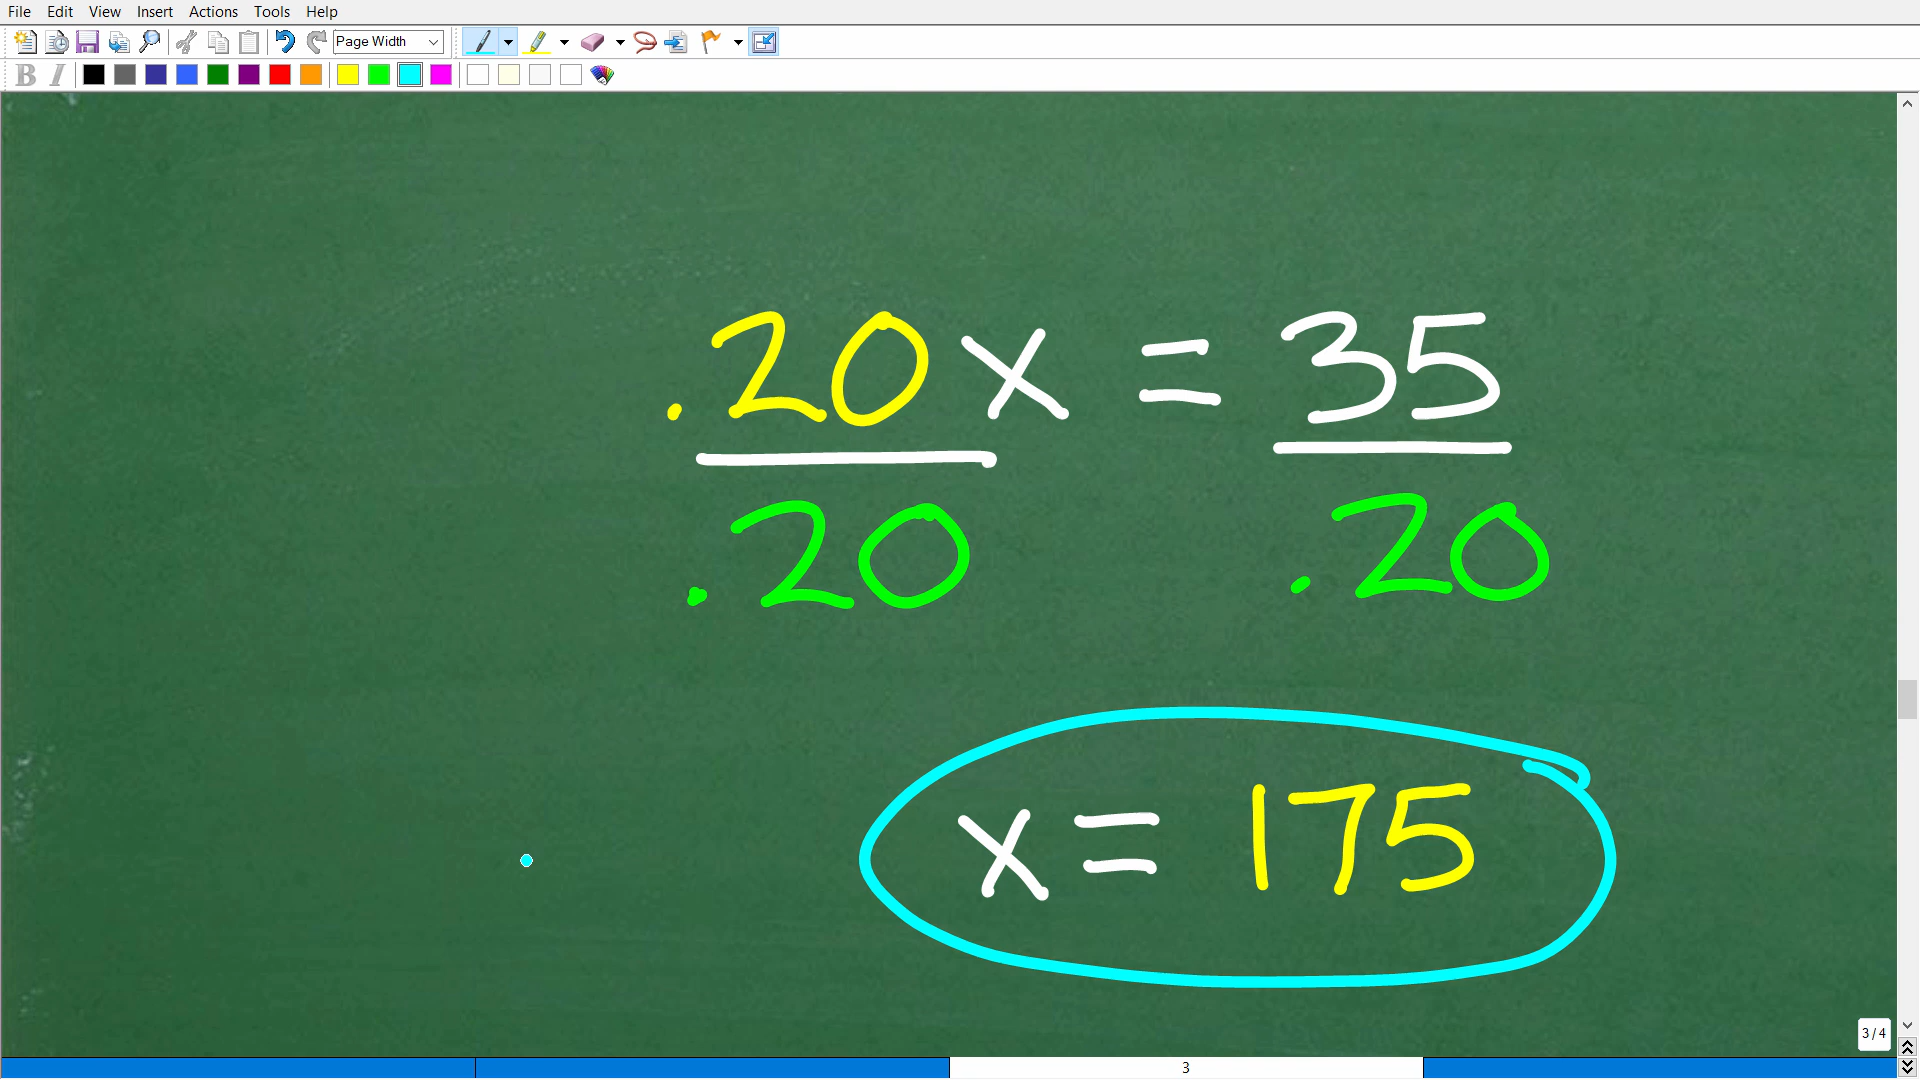 File Edit View Insert Actions Tools Help
Page Width
B I
.20x = 35
.20 .20
x = 175
3 / 4
3